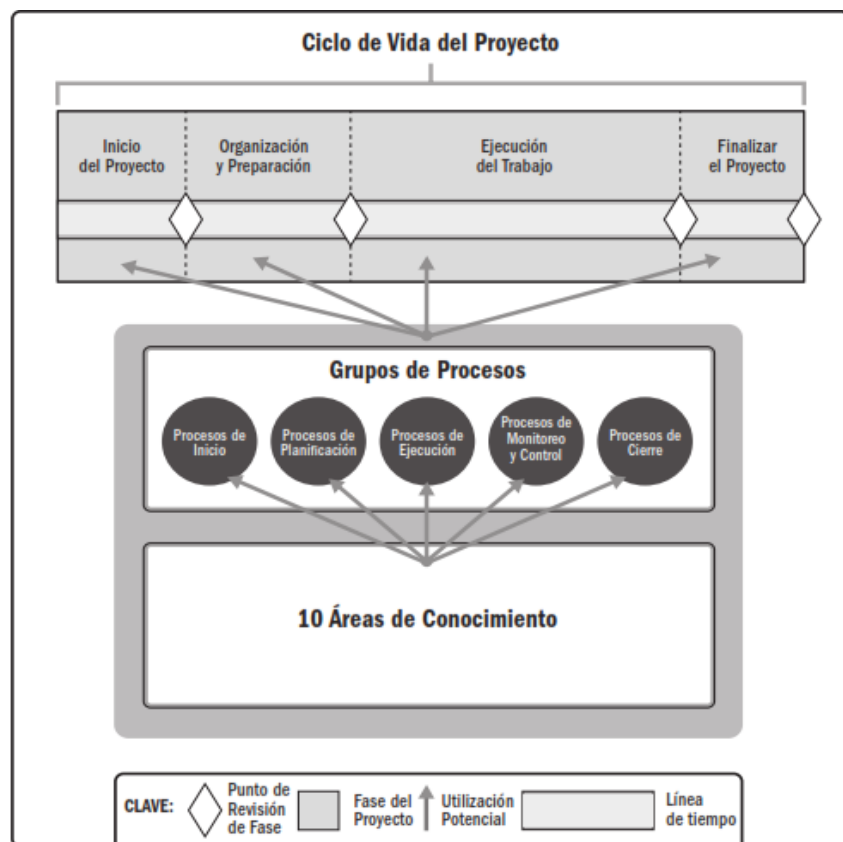 Ciclo de Vida del Proyecto
Inicio
del Proyecto
Organización
y Preparación
Ejecución
del Trabajo
Finalizar
el Proyecto
Grupos de Procesos
Procesos de
Inicio
Procesos de
Planificación
Procesos de
Ejecución
Procesos de
Monitoreo
y Control
Procesos de
Cierre
10 Áreas de Conocimiento
CLAVE:
Punto de
Revisión
de Fase
Fase del
Proyecto
Utilización
Potencial
Línea
de tiempo